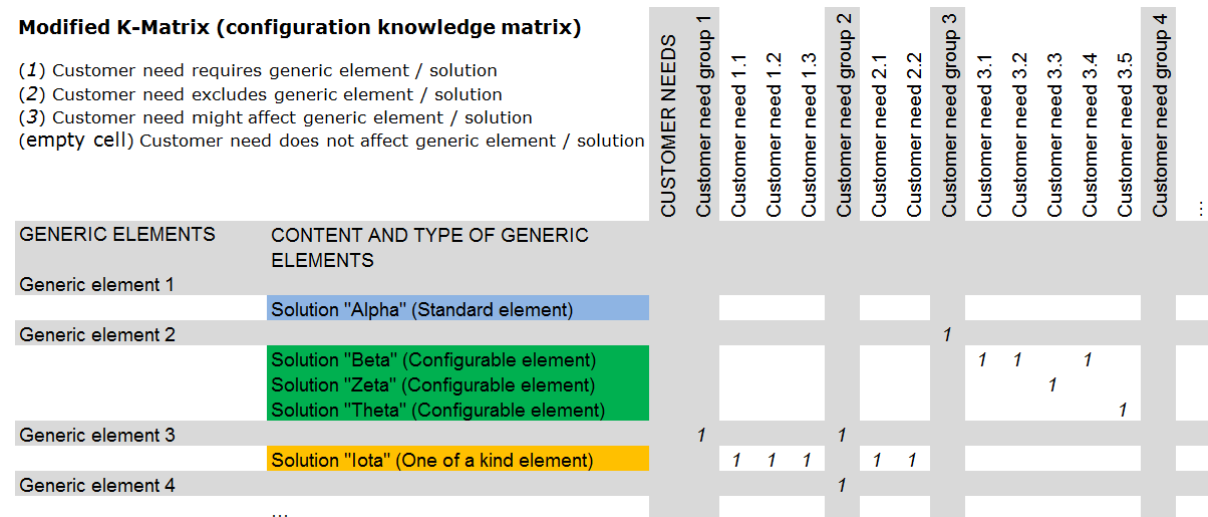 Modified K-Matrix (configuration knowledge matrix)
(1) Customer need requires generic element / solution
(2) Customer need excludes generic element / solution
(3) Customer need might affect generic element / solution
(empty cell) Customer need does not affect generic element / solution
CUSTOMER NEEDS
Customer need group 1
Customer need 1.1
Customer need 1.2
Customer need 1.3
Customer need group 2
Customer need 2.1
Customer need 2.2
Customer need group 3
Customer need 3.1
Customer need 3.2
Customer need 3.3
Customer need 3.4
Customer need 3.5
Customer need group 4
...
GENERIC ELEMENTS CONTENT AND TYPE OF GENERIC
ELEMENTS
Generic element 1
Solution "Alpha" (Standard element)
Generic element 2 1
Solution "Beta" (Configurable element) 1 1 1
Solution "Zeta" (Configurable element) 1
Solution "Theta" (Configurable element) 1
Generic element 3 1 1
Solution "Iota" (One of a kind element) 1 1 1 1 1
Generic element 4 1
...